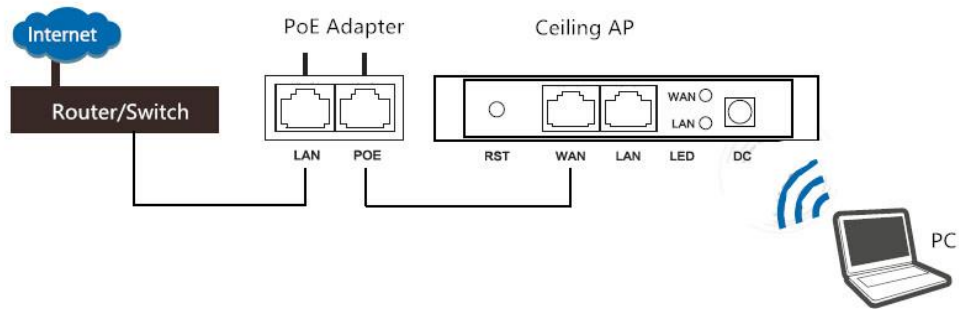 Internet
PoE Adapter
Ceiling AP
Router/Switch
WAN
LAN
LAN
POE
RST
WAN
LAN
LED
DC
PC